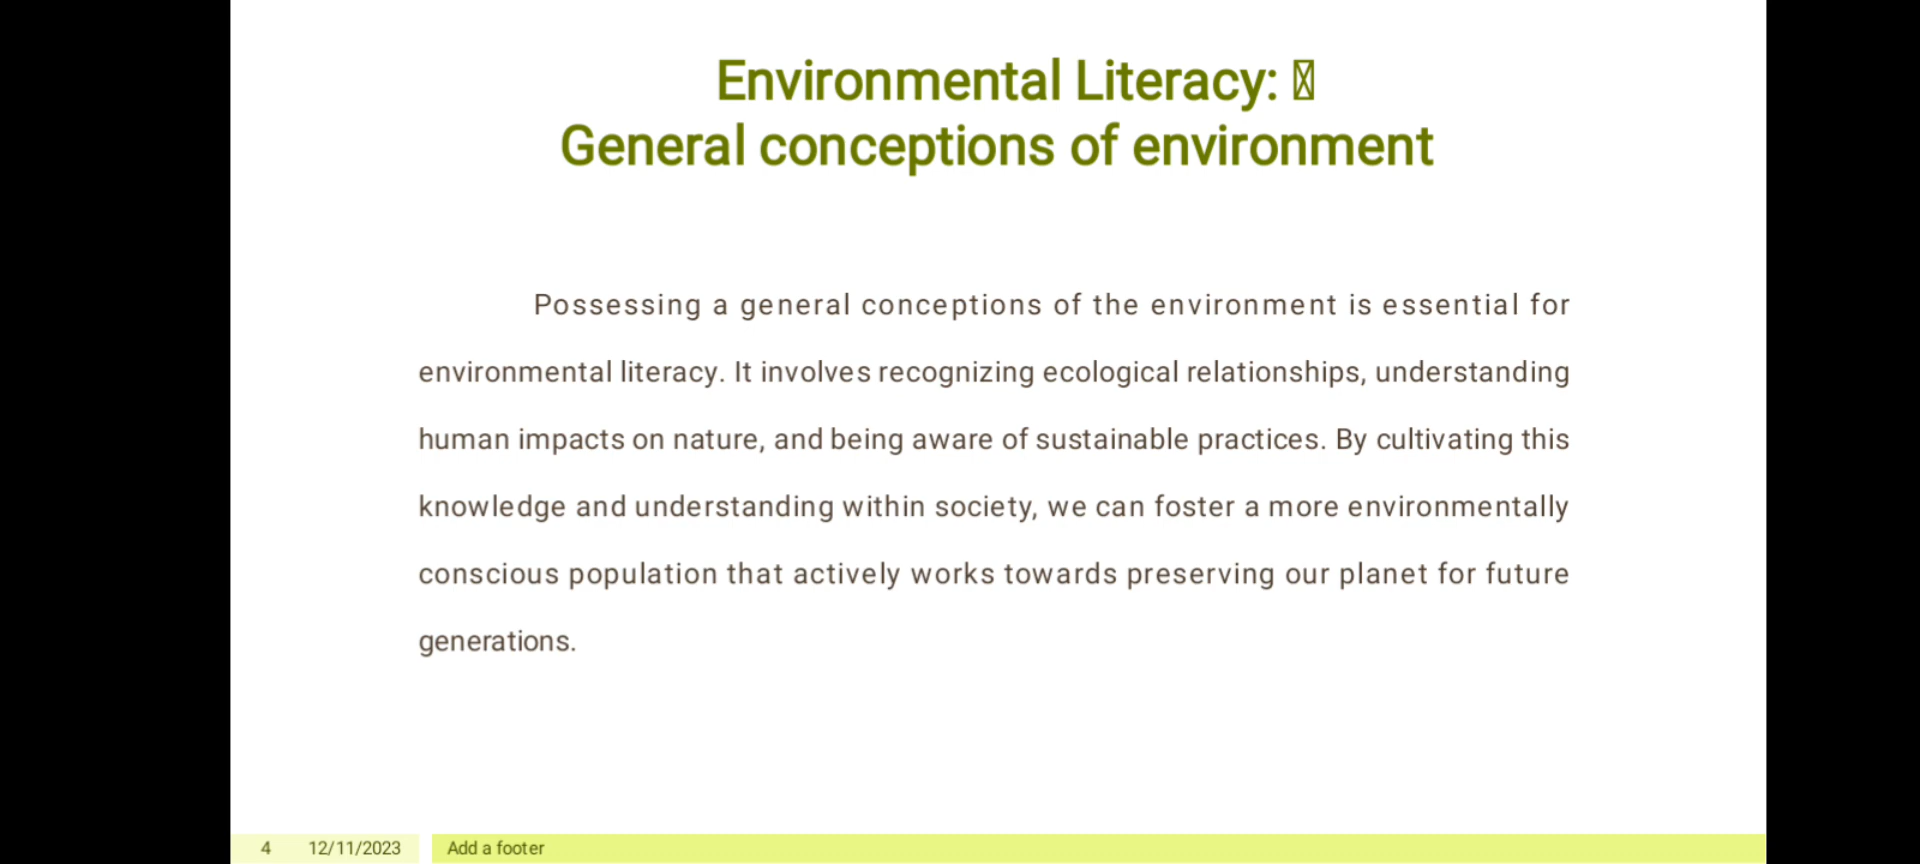 Environmental Literacy:
General conceptions of environment
Possessing a general conceptions of the environment is essential for
environmental literacy. It involves recognizing ecological relationships, understanding
human impacts on nature, and being aware of sustainable practices. By cultivating this
knowledge and understanding within society, we can foster a more environmentally
conscious population that actively works towards preserving our planet for future
generations.
4 12/11/2023 Add a footer